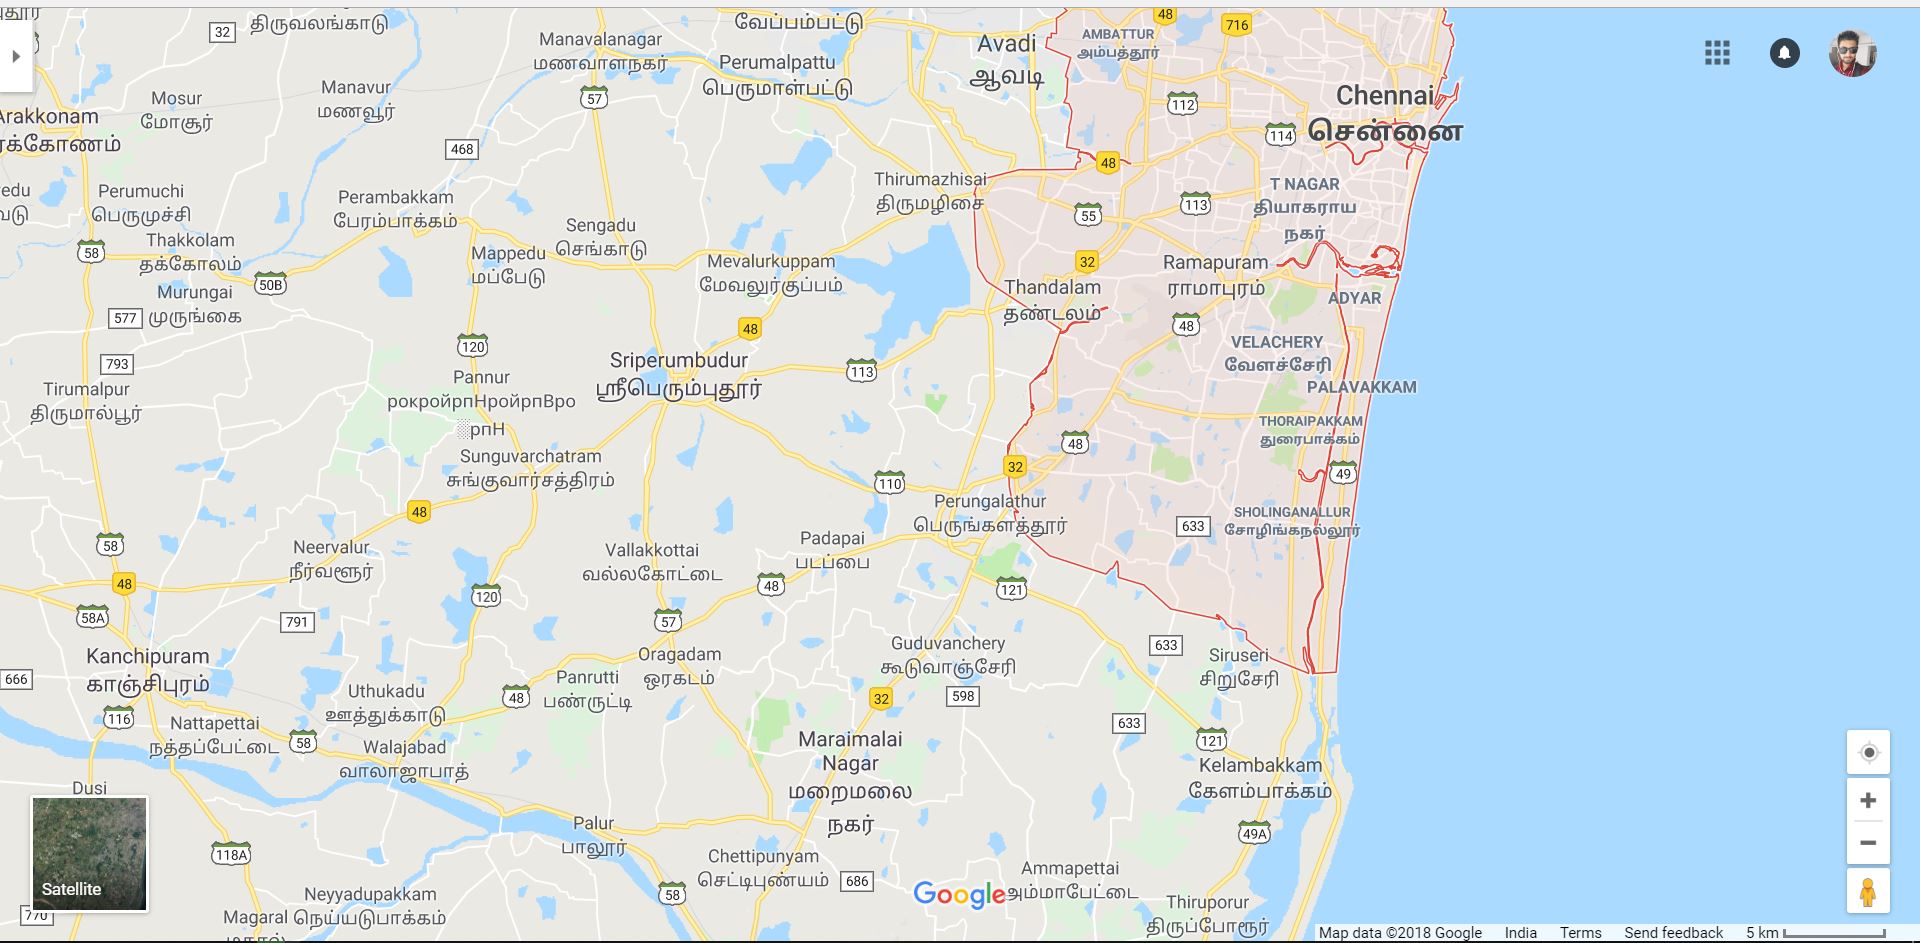 திருவலங்காடு
32
வேப்பம்பட்டு
48
716
Manavalanagar
மணவாளநகர்
57
Perumalpattu
பெருமாள்பட்டு
Avadi
ஆவடி
AMBATTUR
அம்பத்தூர்
112
Chennai
சென்னை
114
Mosur
மோசூர்
Manavur
மணவூர்
468
Arakkonam
48
Perumuchi
பெருமுச்சி
Perambakkam
பேரம்பாக்கம்
Thirumazhisai
திருமழிசை
55
113
T NAGAR
தியாகராய
நகர்
58
Thakkolam
தக்கோலம்
50B
Mappedu
மப்பேடு
Sengadu
செங்காடு
Mevalurkuppam
மேவலூர்குப்பம்
32
Thandalam
தண்டலம்
Ramapuram
ராமாபுரம்
ADYAR
Murungai
முருங்கை
577
120
48
48
VELACHERY
வேளச்சேரி
793
Sriperumbudur
ஸ்ரீபெரும்புதூர்
113
PALAVAKKAM
Tirumalpur
திருமால்பூர்
Pannur
рокройрпНройрпВро
рпН
THORAIPAKKAM
துரைபாக்கம்
48
Sunguvarchatram
சுங்குவார்சத்திரம்
32
49
110
Perungalathur
பெருங்களத்தூர்
48
633
SHOLINGANALLUR
சோழிங்கநல்லூர்
58
Neervalur
நீர்வளூர்
Vallakkottai
வல்லகோட்டை
Padapai
படப்பை
48
48
120
121
58A
791
57
Kanchipuram
காஞ்சிபுரம்
666
Oragadam
ஒரகடம்
Guduvanchery
கூடுவாஞ்சேரி
633
Siruseri
சிறுசேரி
Uthukadu
ஊத்துக்காடு
48
Panrutti
பண்ருட்டி
32
598
116
Nattapettai
நத்தப்பேட்டை
58
633
121
Walajabad
வாலாஜாபாத்
Maraimalai
Nagar
மறைமலை
நகர்
Kelambakkam
கேளம்பாக்கம்
Dusi
Palur
பாலூர்
49A
118A
Chettipunyam
செட்டிபுண்யம்
686
Ammapettai
அம்மாபேட்டை
Satellite
Neyyadupakkam
நெய்யடுபாக்கம்
58
Google
Thiruporur
திருப்போரூர்
770
Magaral
Map data ©2018 Google India Terms Send feedback 5 km